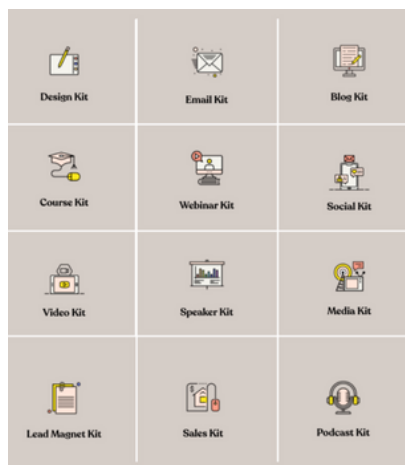 Design Kit
Email Kit
Blog Kit
Course Kit
Webinar Kit
Social Kit
Video Kit
Speaker Kit
Media Kit
Lead Magnet Kit
Sales Kit
Podcast Kit